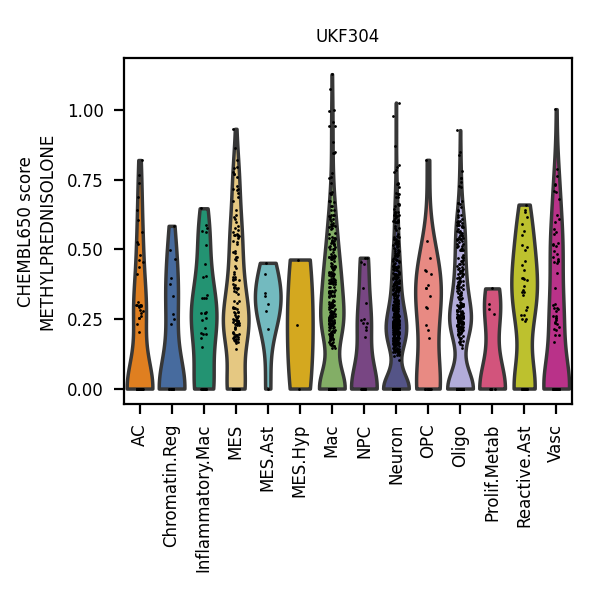 UKF304
CHEMBL650 score
METHYLPREDNISOLONE
1.00
0.75
0.50
0.25
0.00
AC
Chromatin.Reg
Inflammatory.Mac
MES
MES.Ast
MES.Hyp
Mac
NPC
Neuron
OPC
Oligo
Prolif.Metab
Reactive.Ast
Vasc